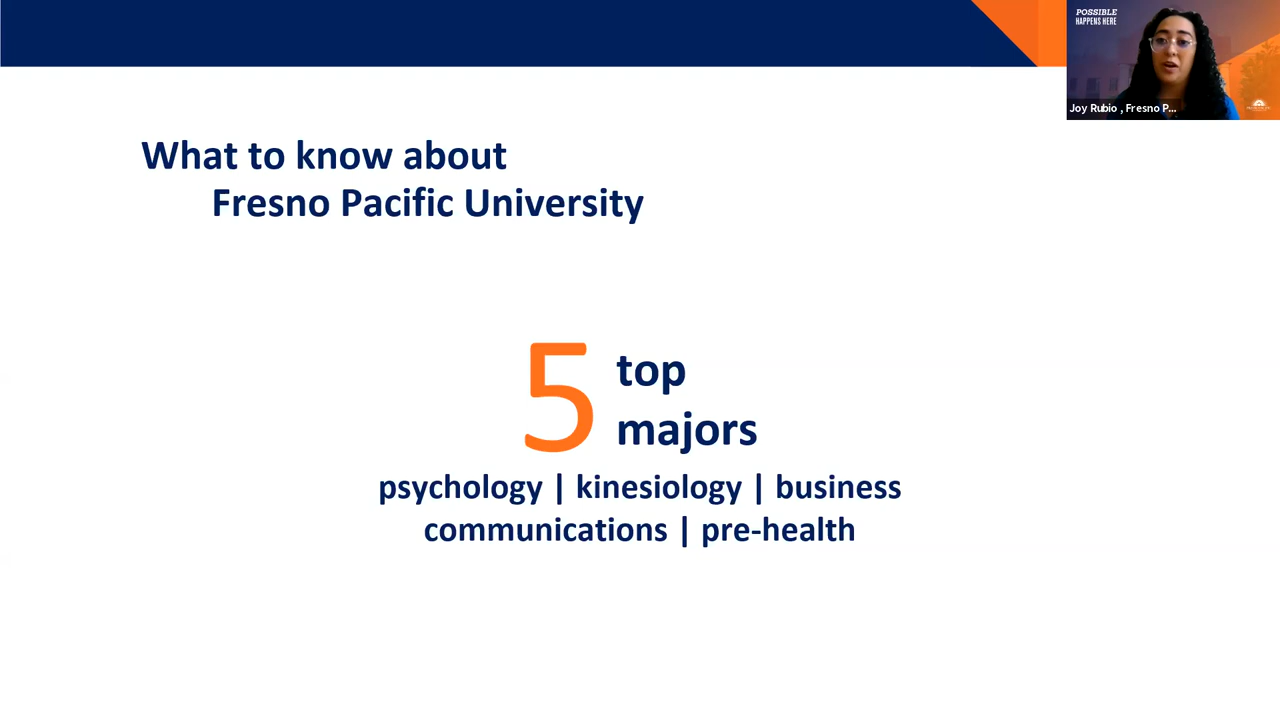 POSSIBLE
HAPPENS HERE
Joy Rubio , Fresno P...
What to know about
Fresno Pacific University
5 top
majors
psychology | kinesiology | business
communications | pre-health